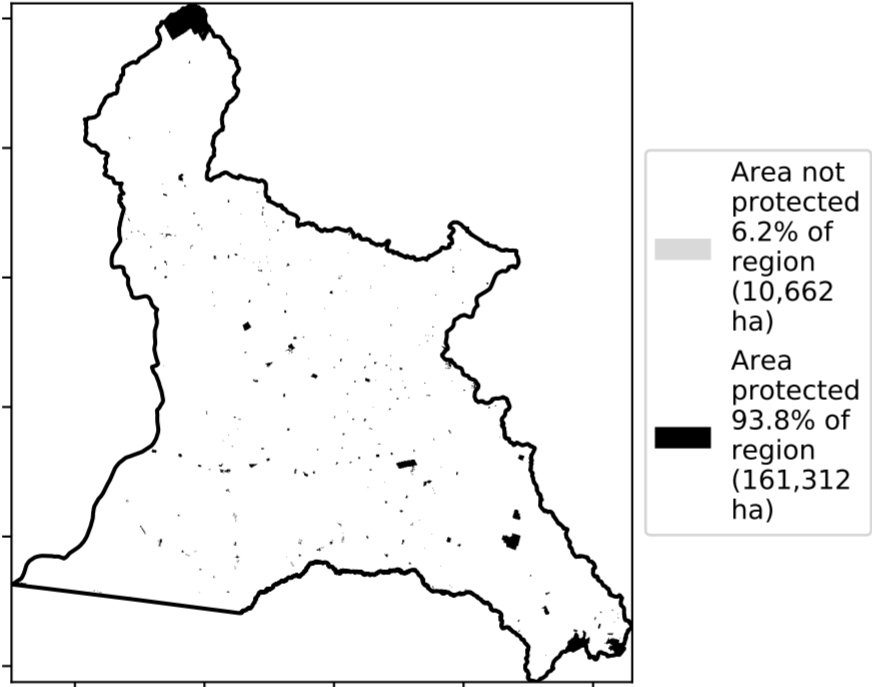 Area not
protected
6.2% of
region
(10,662
ha)
Area
protected
93.8% of
region
(161,312
ha)